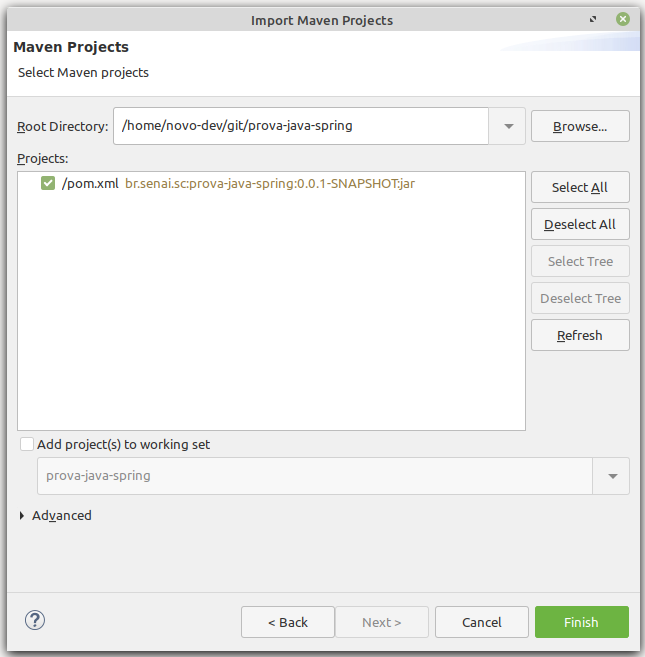 Import Maven Projects
Maven Projects
Select Maven projects
Root Directory: /home/novo-dev/git/prova-java-spring Browse...
Projects:
/pom.xml br.senai.sc:prova-java-spring:0.0.1-SNAPSHOT:jar
Select All
Deselect All
Select Tree
Deselect Tree
Refresh
Add project(s) to working set
prova-java-spring
Advanced
? < Back Next > Cancel Finish